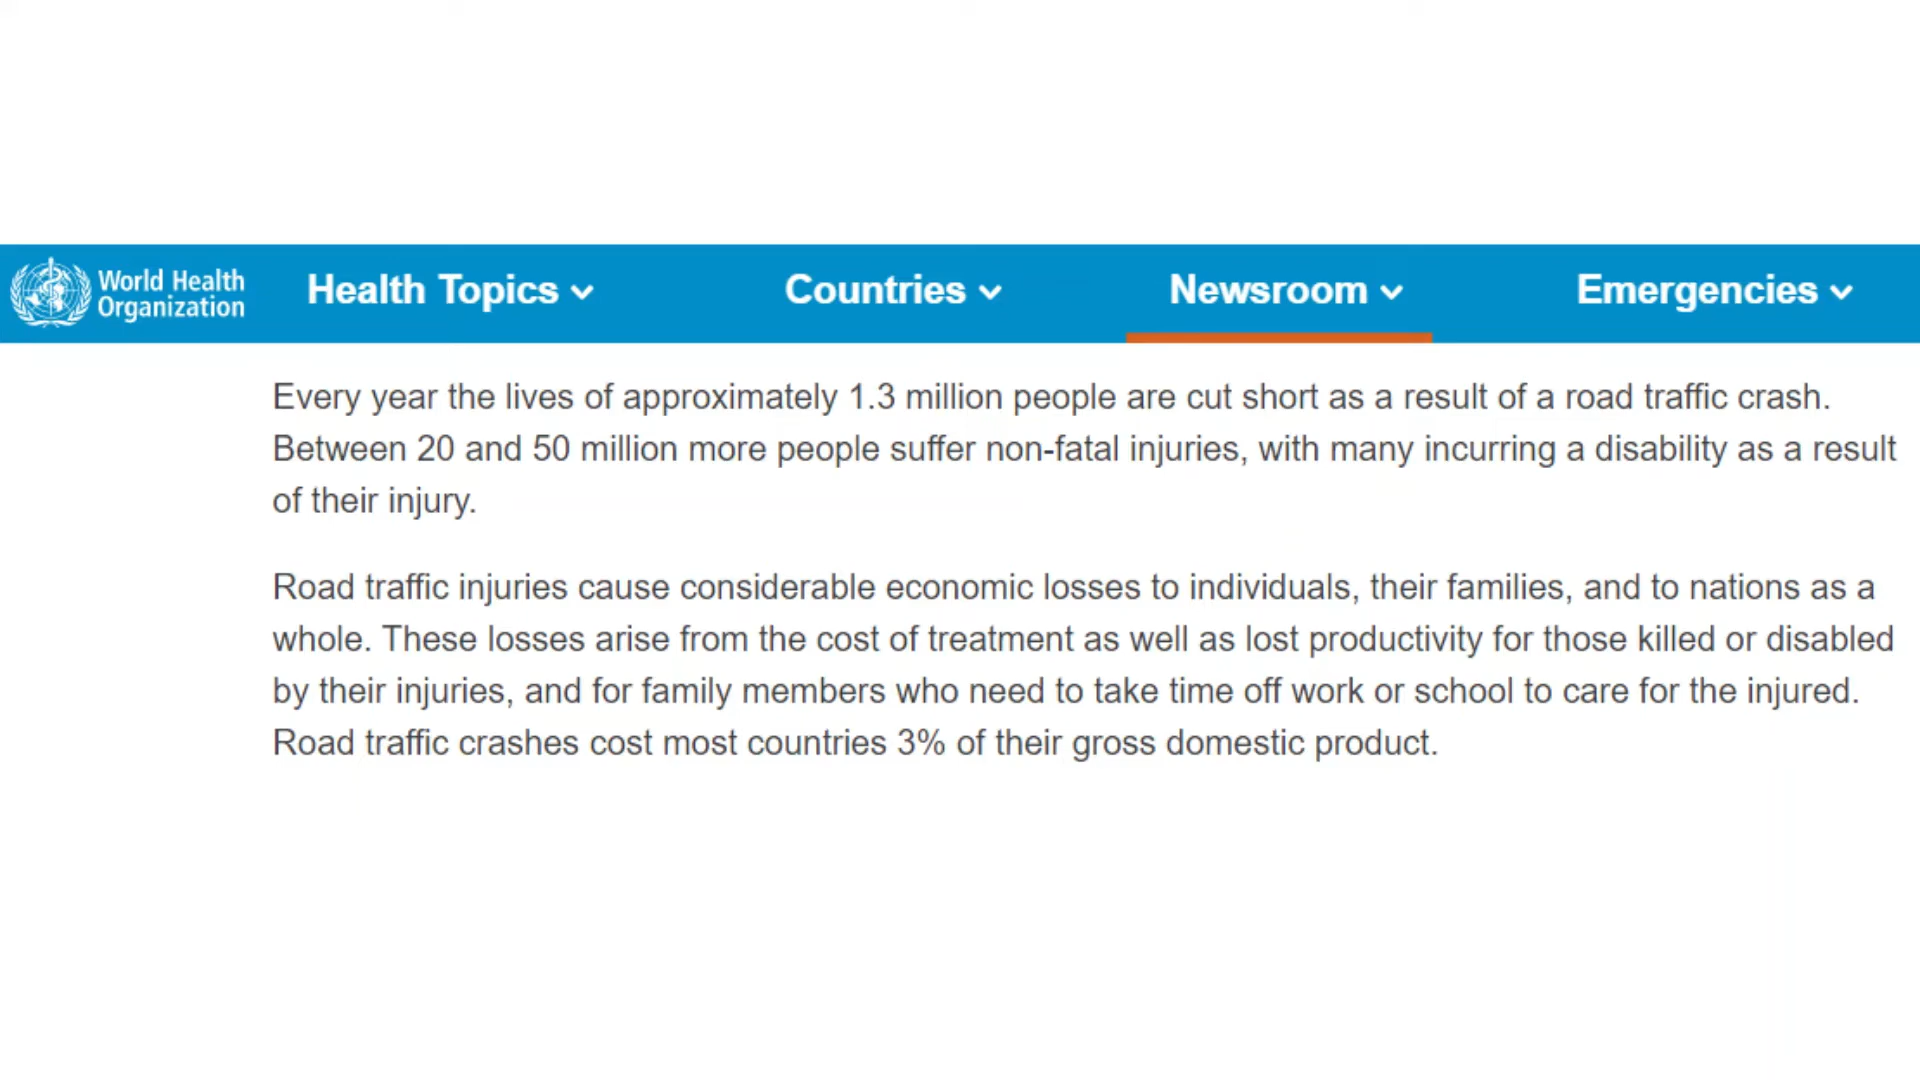 World Health
Organization
Health Topics
Countries
Newsroom
Emergencies
Every year the lives of approximately 1.3 million people are cut short as a result of a road traffic crash.
Between 20 and 50 million more people suffer non-fatal injuries, with many incurring a disability as a result
of their injury.
Road traffic injuries cause considerable economic losses to individuals, their families, and to nations as a
whole. These losses arise from the cost of treatment as well as lost productivity for those killed or disabled
by their injuries, and for family members who need to take time off work or school to care for the injured.
Road traffic crashes cost most countries 3% of their gross domestic product.